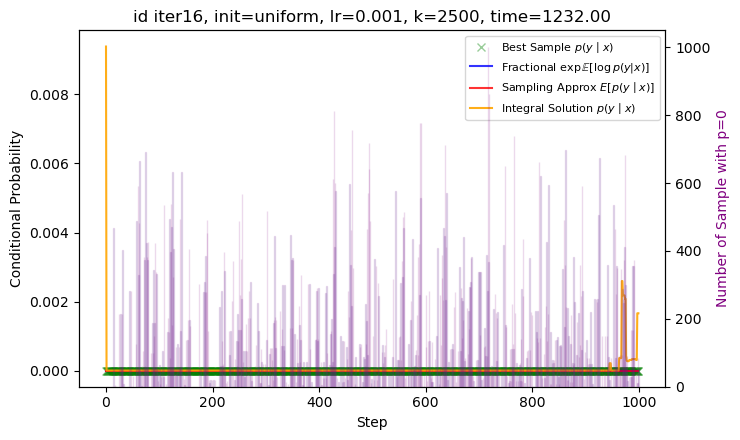 id iter16, init=uniform, lr=0.001, k=2500, time=1232.00
Best Sample p(y | x)
Fractional exp𝔼[log p(y|x)]
Sampling Approx E[p(y | x)]
Integral Solution p(y | x)
Conditional Probability
0.008
0.006
0.004
0.002
0.000
1000
800
600
400
200
0
Number of Sample with p=0
0
200
400
600
800
1000
Step